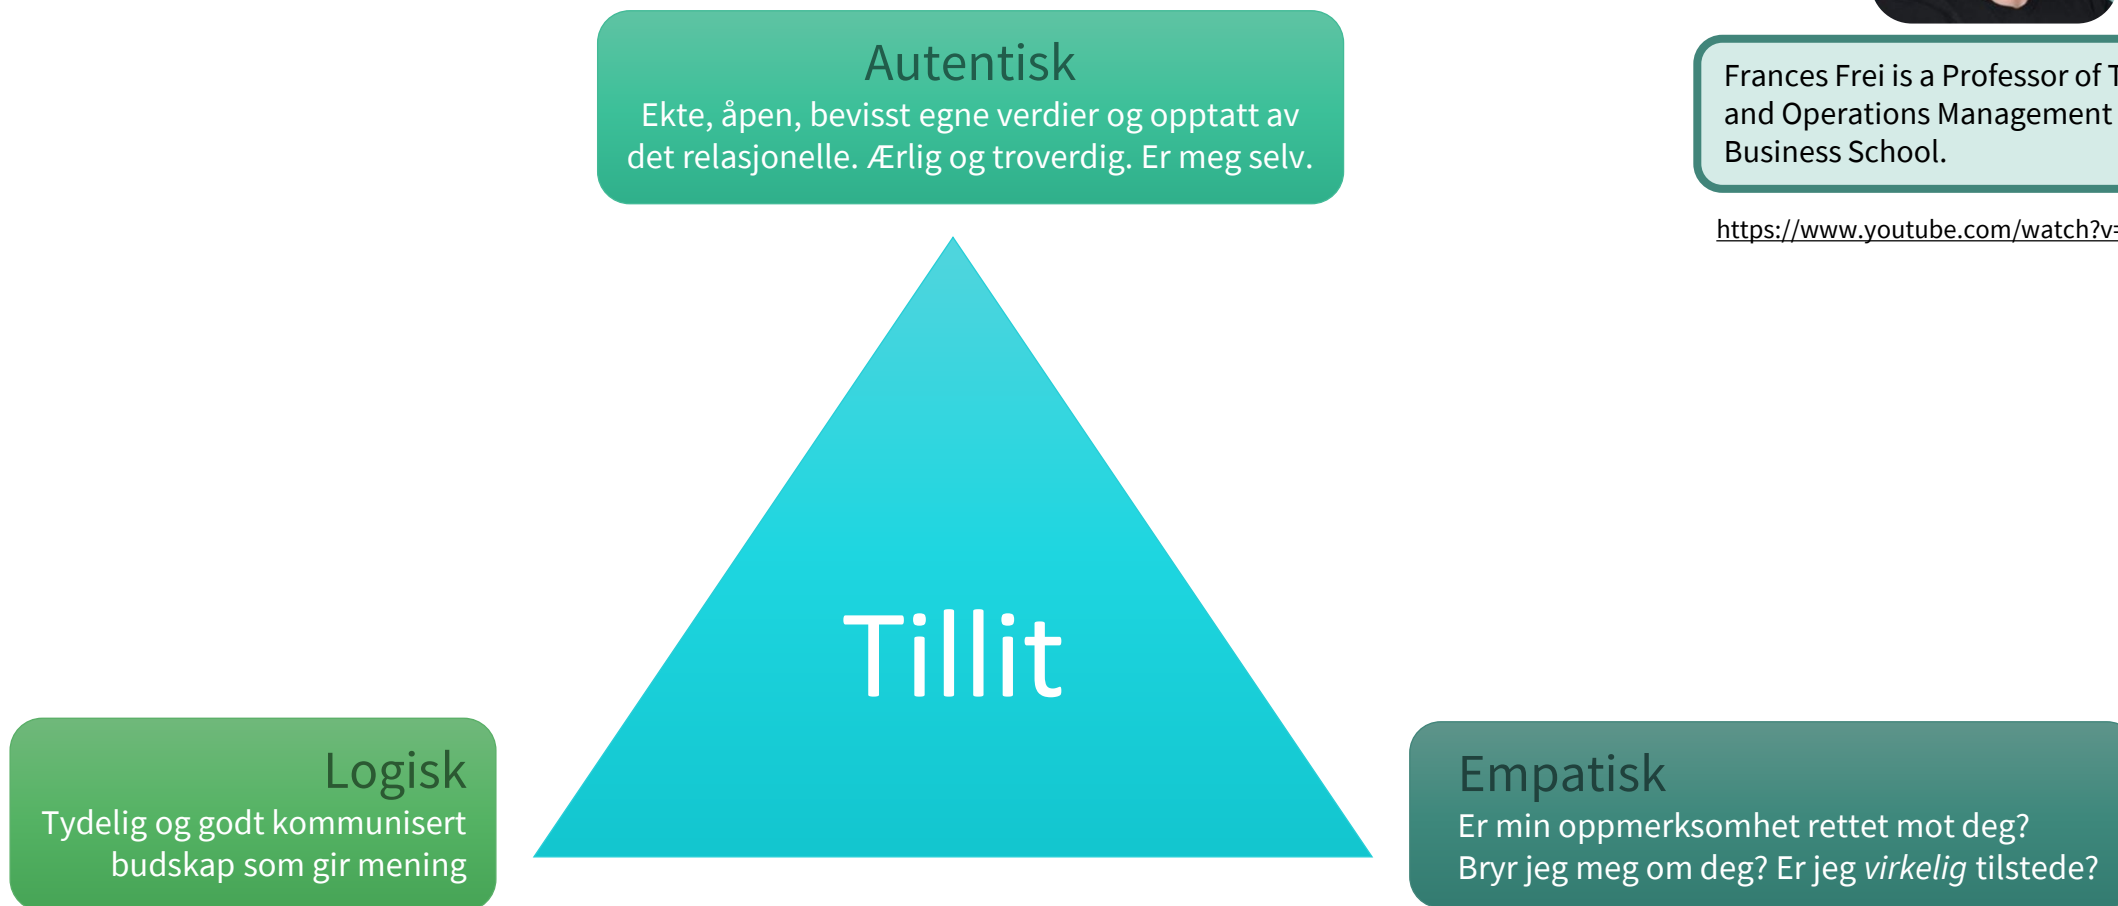 Autentisk
Ekte, åpen, bevisst egne verdier og opptatt av
det relasjonelle. Ærlig og troverdig. Er meg selv.
Frances Frei is a Professor of
and Operations Management
Business School.
https://www.youtube.com/watch?v=
Tillit
Logisk
Tydelig og godt kommunisert
budskap som gir mening
Empatisk
Er min oppmerksomhet rettet mot deg?
Bryr jeg meg om deg? Er jeg virkelig tilstede?